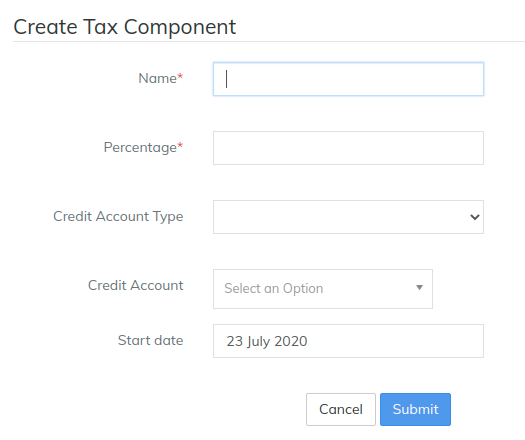 Create Tax Component
Name*
Percentage*
Credit Account Type
Credit Account Select an Option
Start date 23 July 2020
Cancel Submit